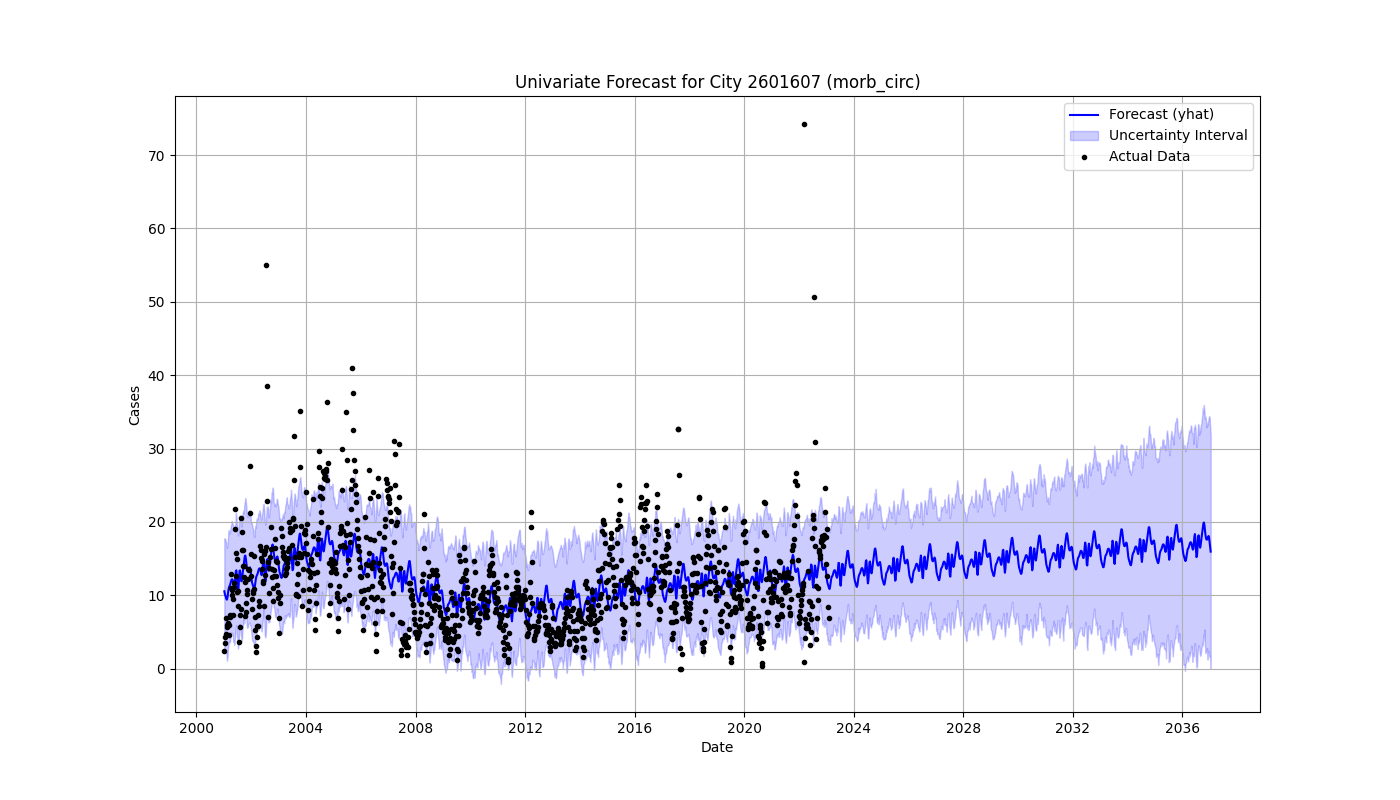 Univariate Forecast for City 2601607 (morb_circ)
Forecast (yhat)
Uncertainty Interval
Actual Data
Cases
70
60
50
40
30
20
10
0
2000 2004 2008 2012 2016 2020 2024 2028 2032 2036
Date